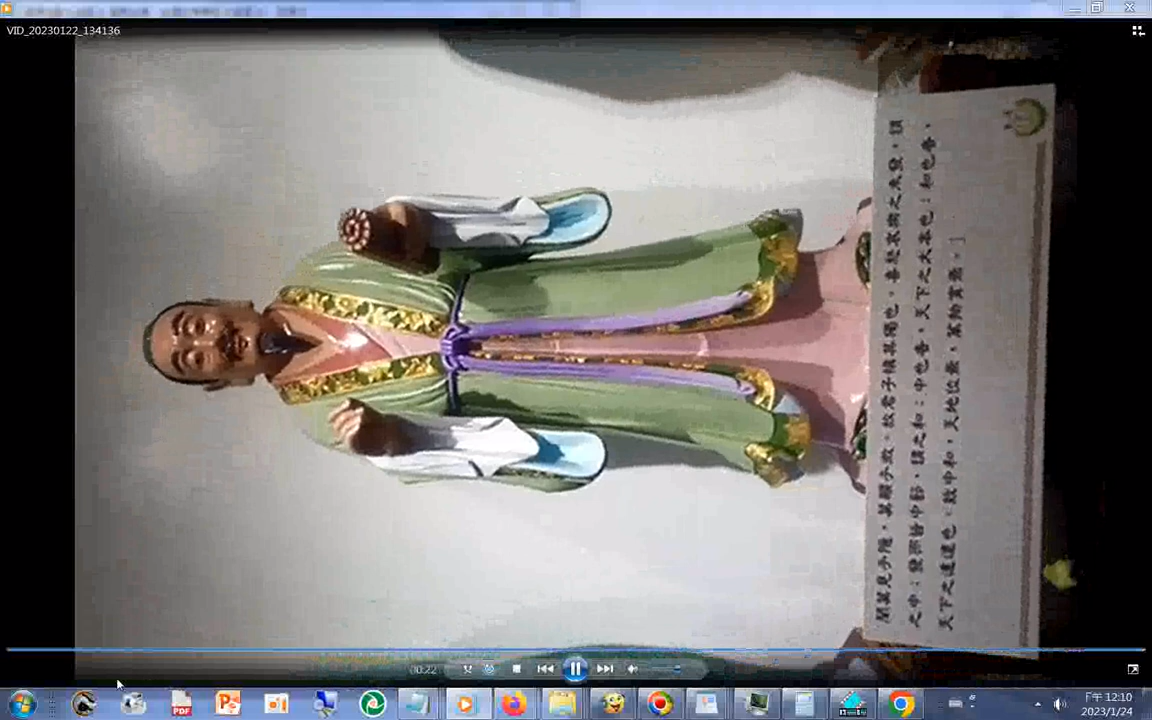 VID_20230122_134136
聞莫見乎隱，莫顯乎微。故君子慎其獨也。喜怒哀樂之未發，謂
之中；發而皆中節，謂之和；中也者，天下之大本也；和也者，
天下之達道也。致中和，天地位焉，萬物育焉。」
00:22
PDF
下午 12:10
2023/1/24